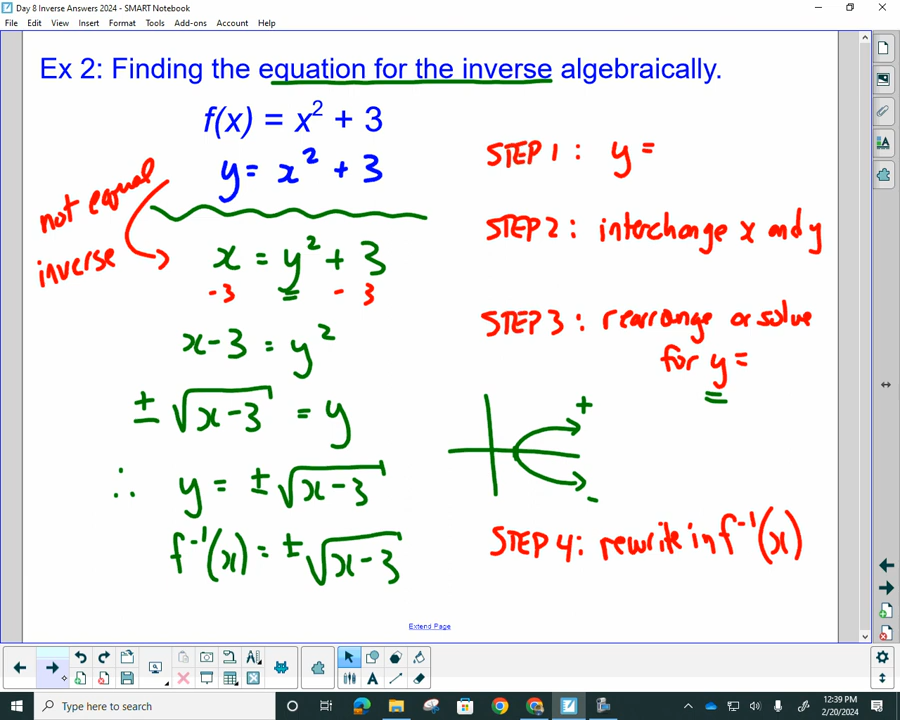 Day 8 Inverse Answers 2024 - SMART Notebook
File Edit View Insert Format Tools Add-ons Account Help
Ex 2: Finding the equation for the inverse algebraically.
f(x) = x² + 3
y = x² + 3
not equal
inverse
x = y² + 3
-3 - 3
x-3 = y²
± √(x-3) = y
∴ y = ± √(x-3)
f⁻¹(x) = ± √(x-3)
STEP 1 : y =
STEP 2 : interchange x and y
STEP 3 : rearrange or solve
for y =
+
-
STEP 4: rewrite in f⁻¹(x)
Extend Page
Type here to search
12:39 PM
2/20/2024